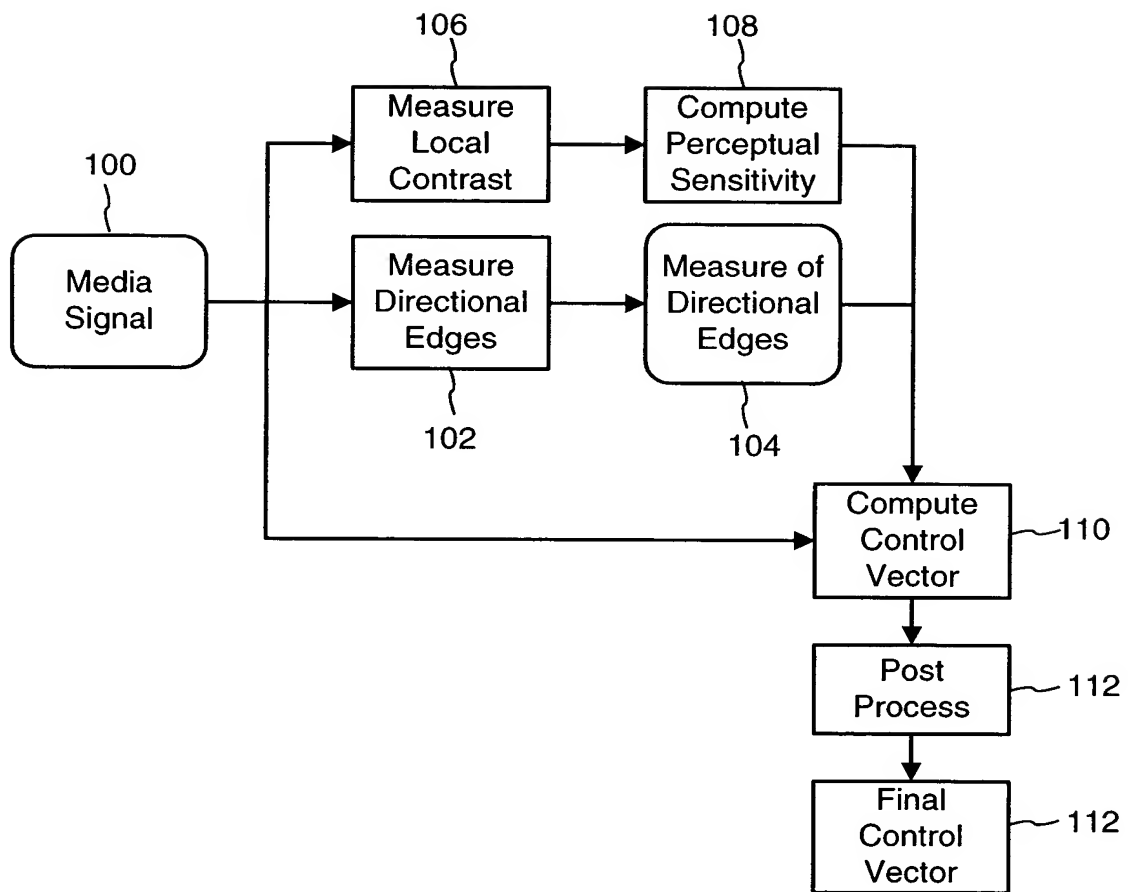 106
108
Measure
Local
Contrast
Compute
Perceptual
Sensitivity
100
Media
Signal
Measure
Directional
Edges
Measure of
Directional
Edges
102
104
Compute
Control
Vector
110
Post
Process
112
Final
Control
Vector
112